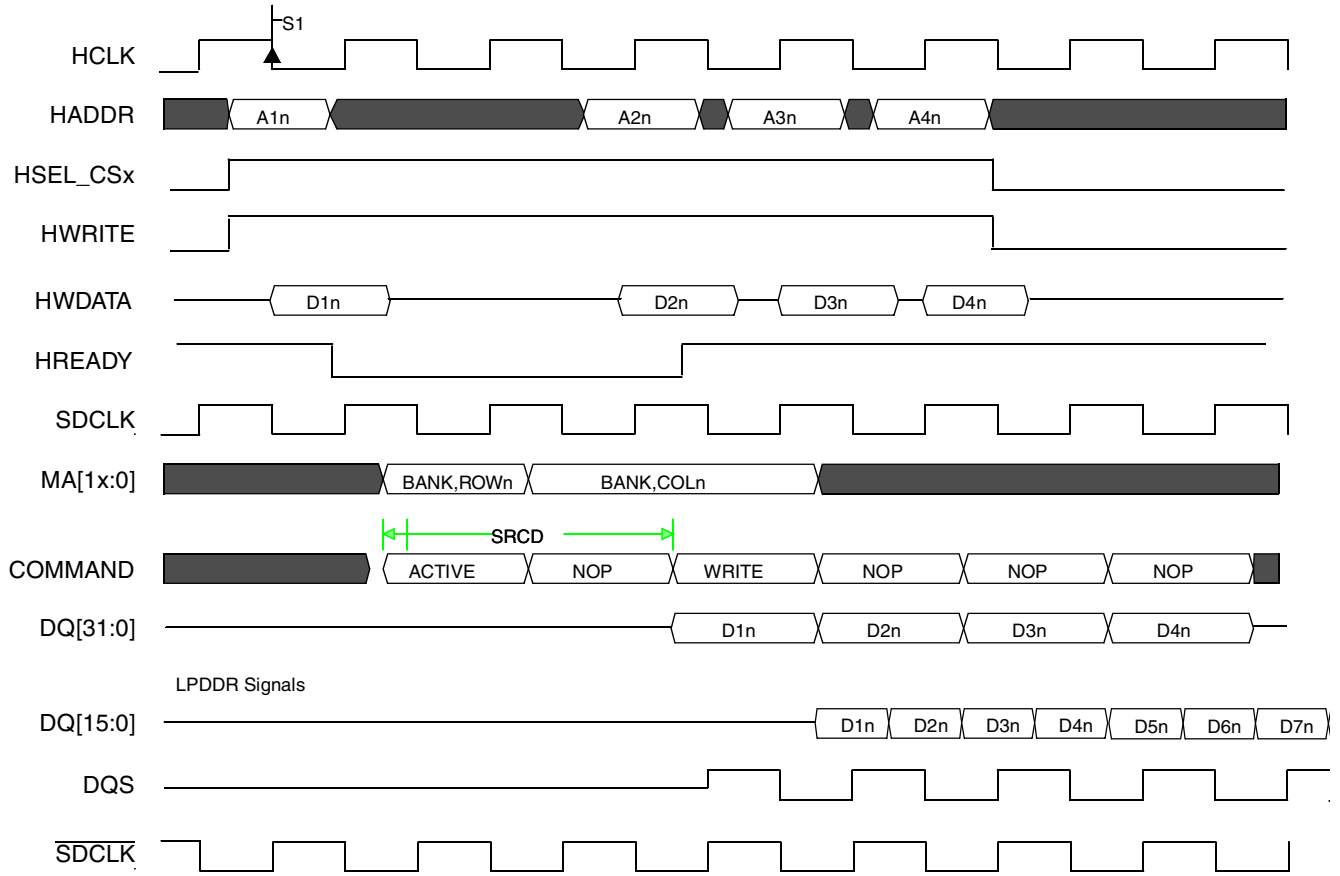 S1
HCLK
HADDR A1n A2n A3n A4n
HSEL_CSx
HWRITE
HWDATA D1n D2n D3n D4n
HREADY
SDCLK
MA[1x:0] BANK,ROWn BANK,COLn
SRCD
COMMAND ACTIVE NOP WRITE NOP NOP NOP
DQ[31:0] D1n D2n D3n D4n
LPDDR Signals
DQ[15:0] D1n D2n D3n D4n D5n D6n D7n
DQS
SDCLK